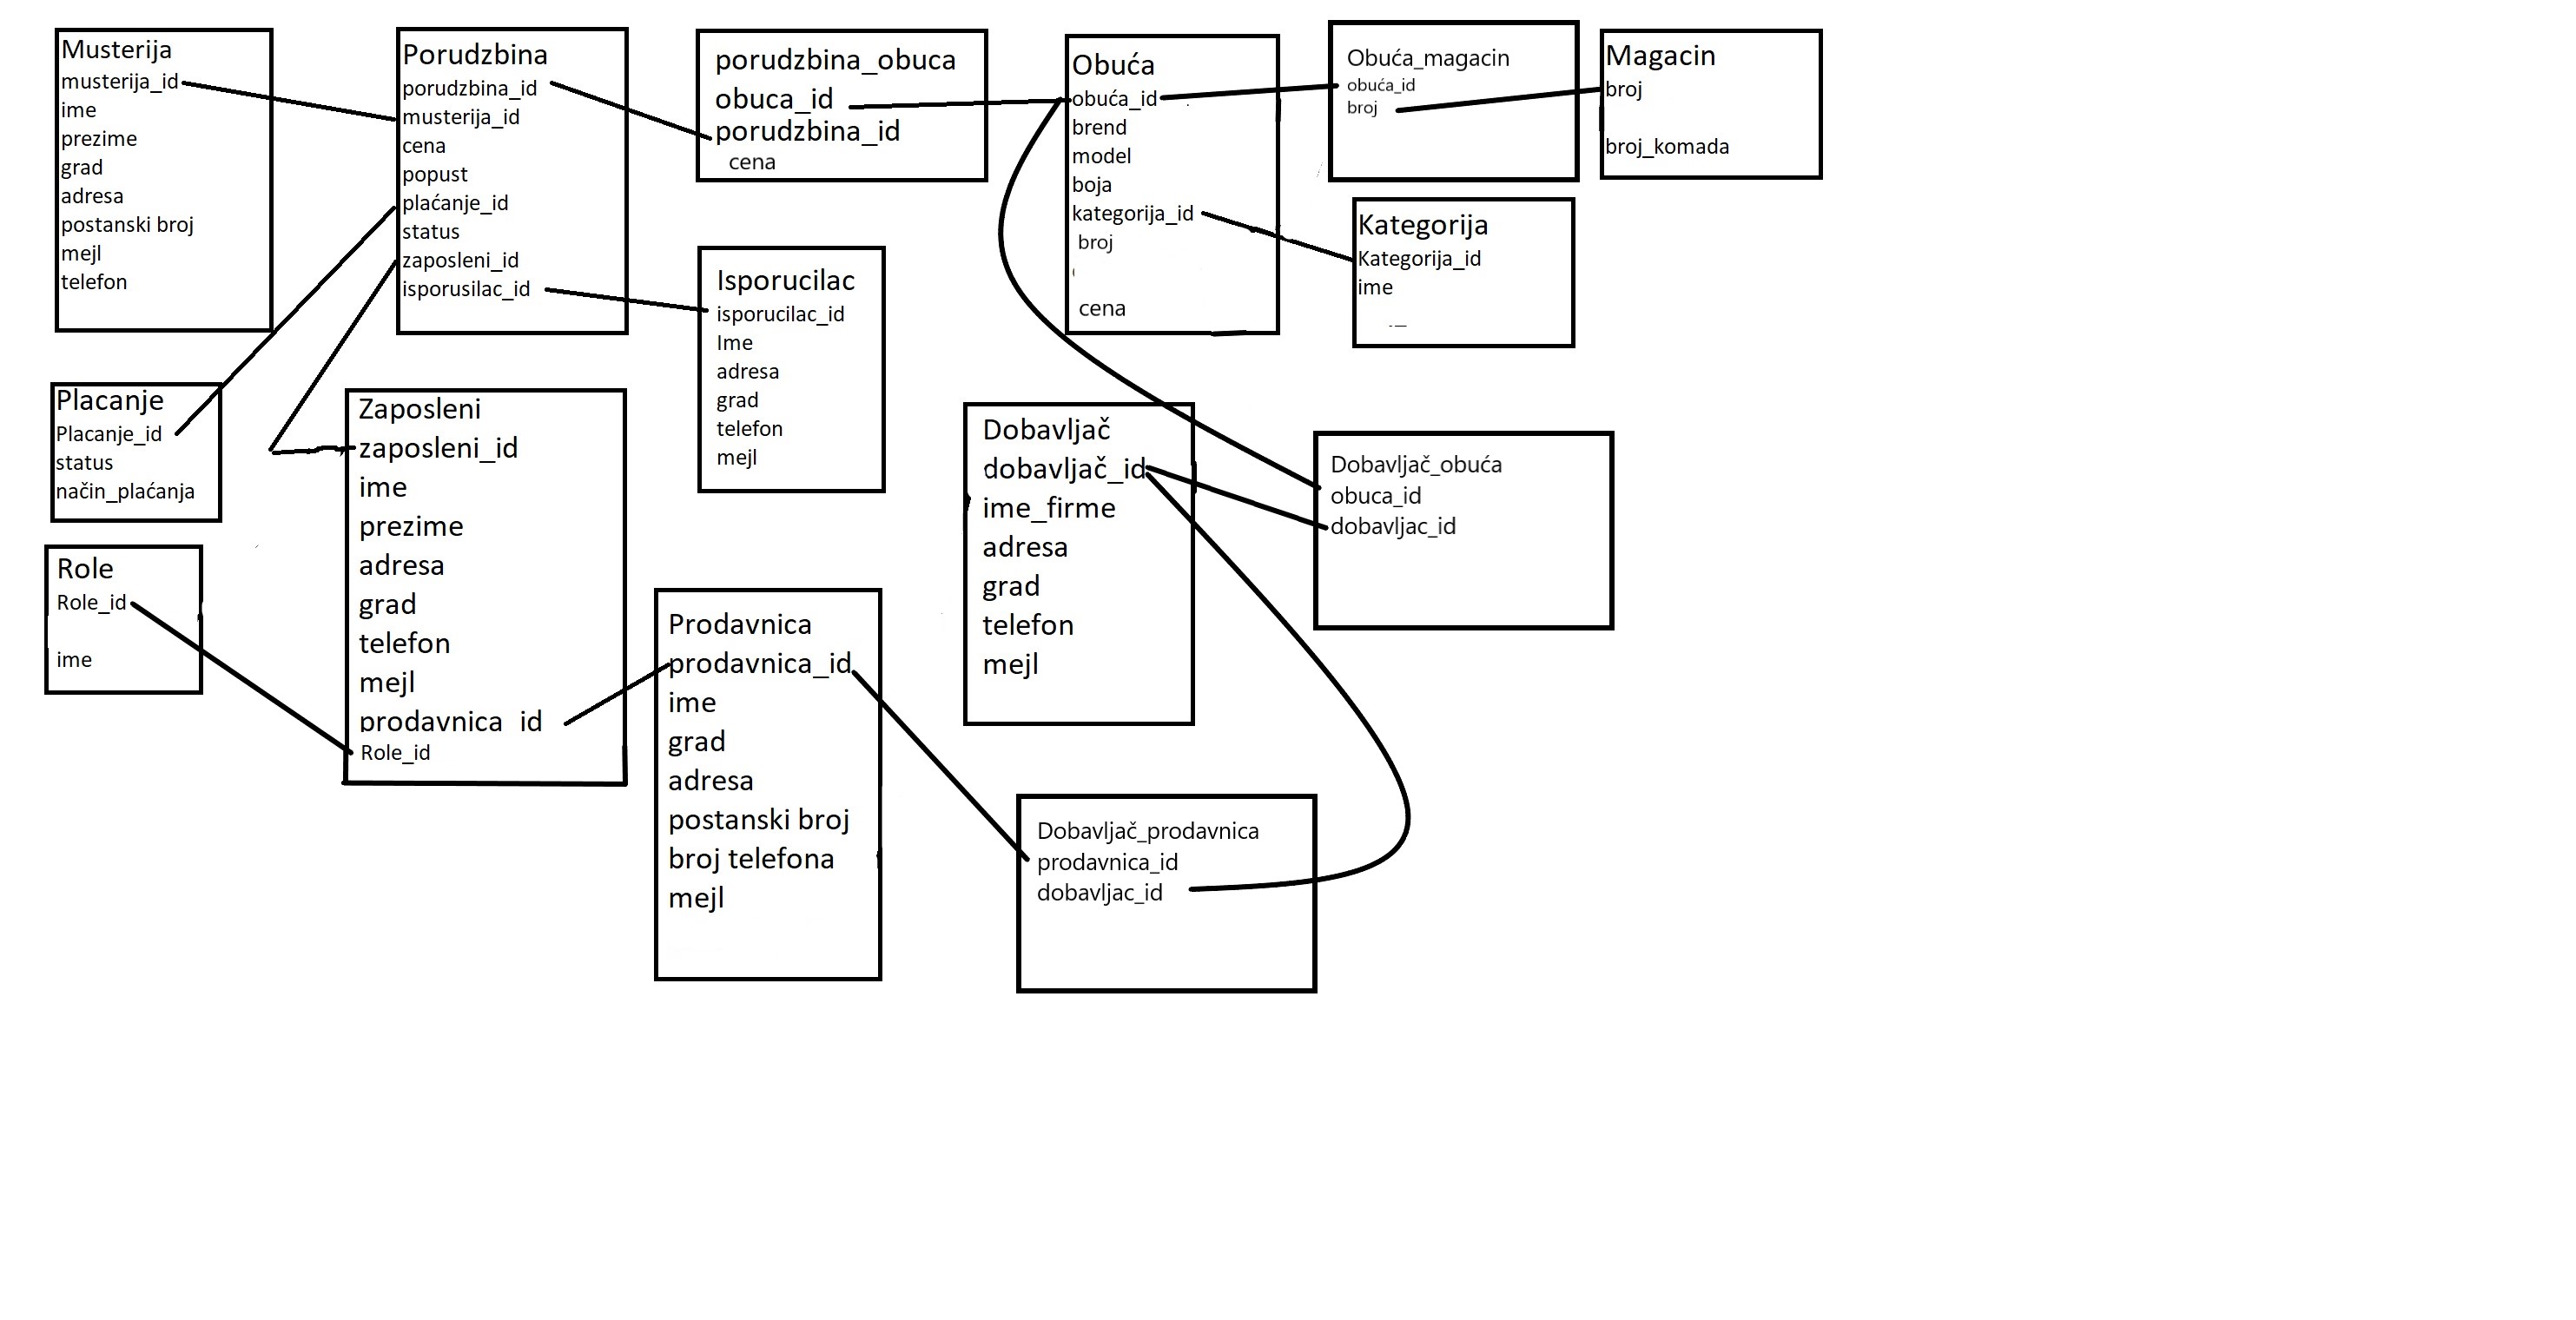 Musterija
musterija_id
ime
prezime
grad
adresa
postanski broj
mejl
telefon
Porudzbina
porudzbina_id
musterija_id
cena
popust
plaćanje_id
status
zaposleni_id
isporusilac_id
porudzbina_obuca
obuca_id
porudzbina_id
cena
Obuća
obuća_id
brend
model
boja
kategorija_id
broj
cena
Obuća_magacin
obuća_id
broj
Magacin
broj
broj_komada
Kategorija
Kategorija_id
ime
Isporucilac
isporucilac_id
Ime
adresa
grad
telefon
mejl
Placanje
Placanje_id
status
način_plaćanja
Zaposleni
zaposleni_id
ime
prezime
adresa
grad
telefon
mejl
prodavnica id
Role_id
Role
Role_id
ime
Prodavnica
prodavnica_id
ime
grad
adresa
postanski broj
broj telefona
mejl
Dobavljač
dobavljač_id
ime_firme
adresa
grad
telefon
mejl
Dobavljač_obuća
obuca_id
dobavljac_id
Dobavljač_prodavnica
prodavnica_id
dobavljac_id